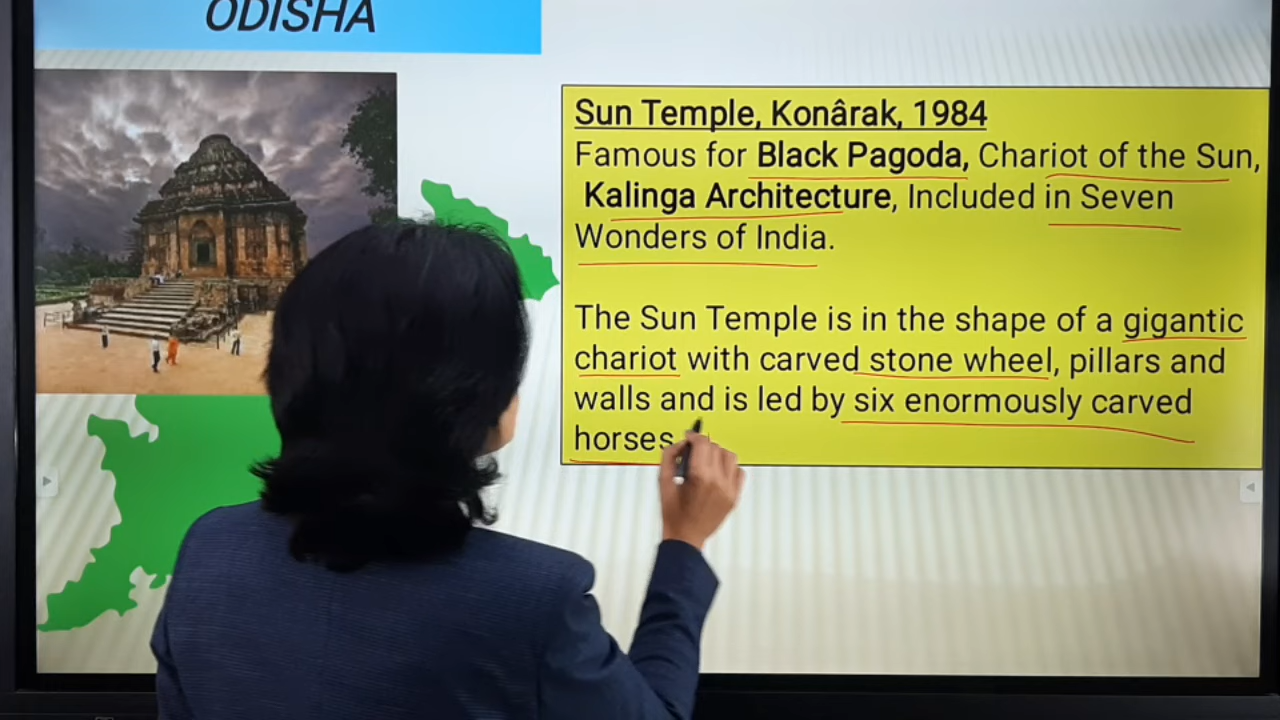 ODISHA
Sun Temple, Konârak, 1984
Famous for Black Pagoda, Chariot of the Sun,
Kalinga Architecture, Included in Seven
Wonders of India.
The Sun Temple is in the shape of a gigantic
chariot with carved stone wheel, pillars and
walls and is led by six enormously carved
horses